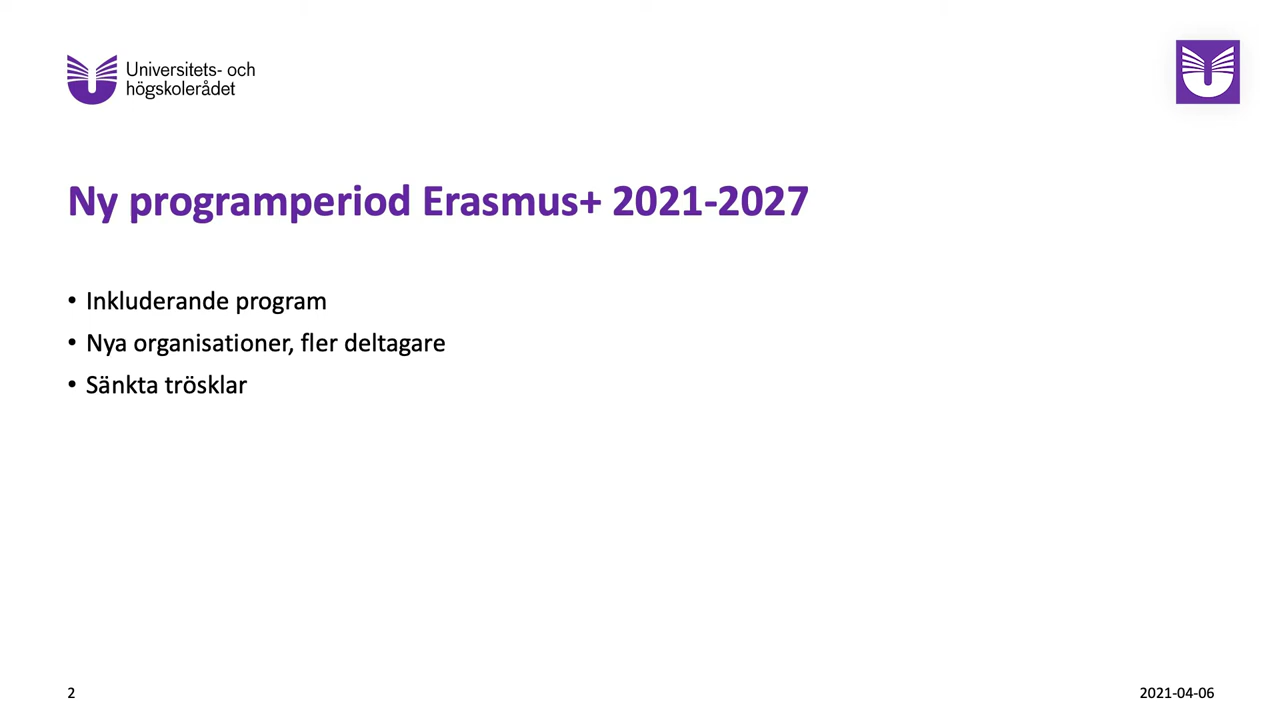 Universitets- och
högskolerådet
Ny programperiod Erasmus+ 2021-2027
• Inkluderande program
• Nya organisationer, fler deltagare
• Sänkta trösklar
2
2021-04-06